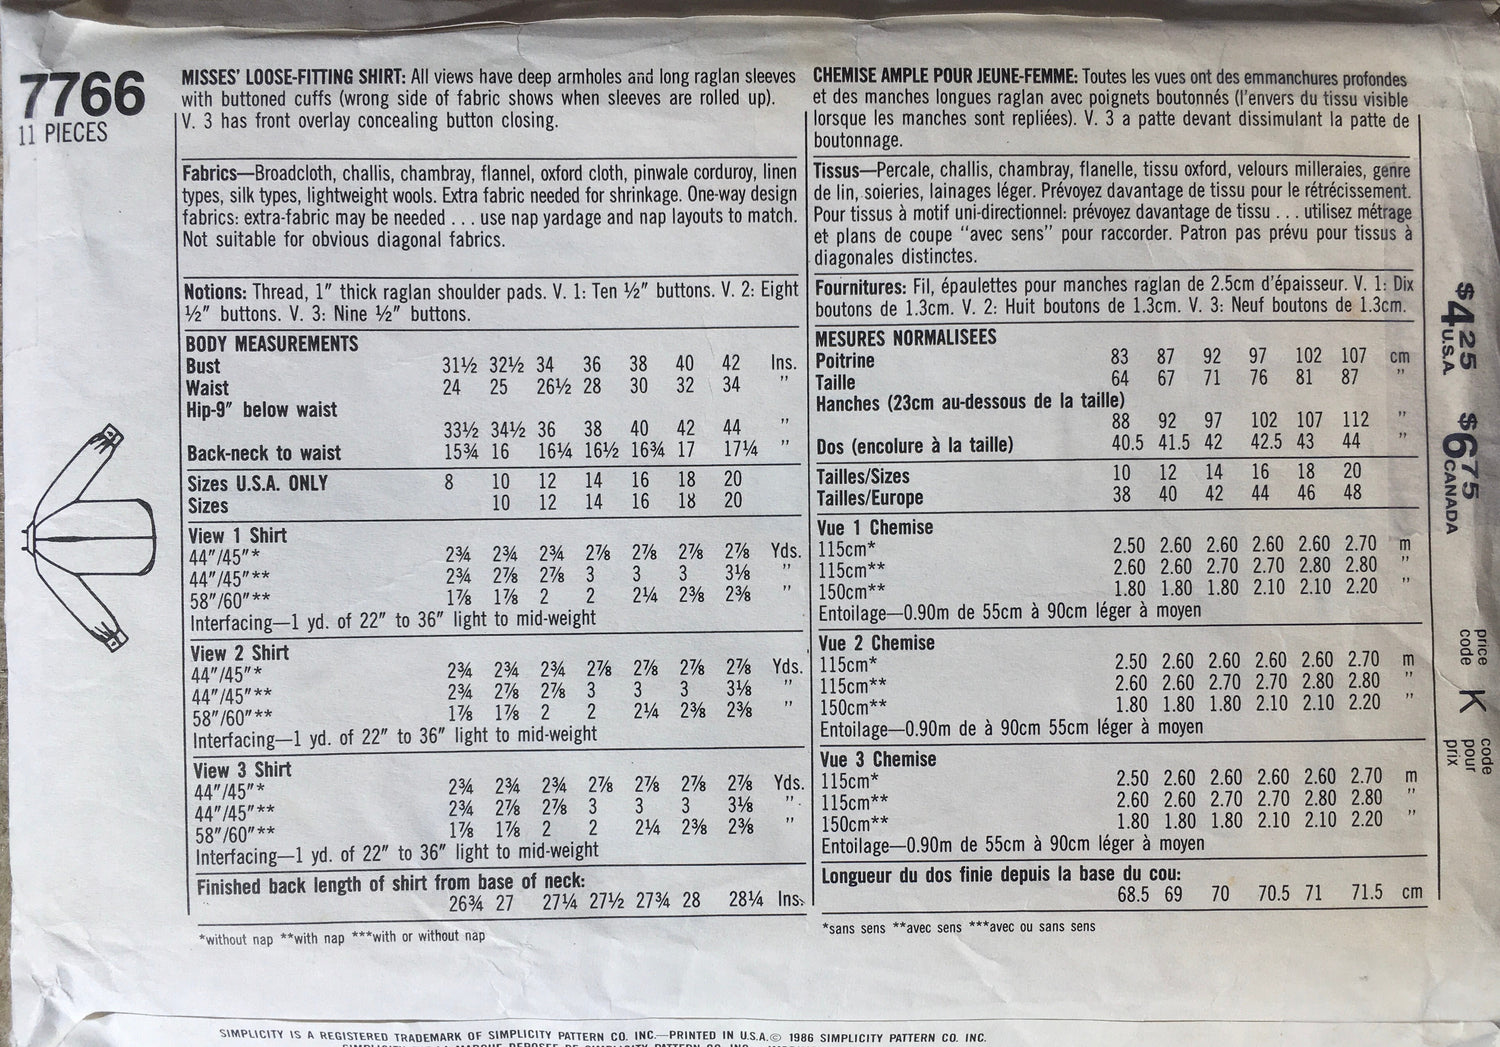 7766
11 PIECES
MISSES' LOOSE-FITTING SHIRT: All views have deep armholes and long raglan sleeves
with buttoned cuffs (wrong side of fabric shows when sleeves are rolled up).
V. 3 has front overlay concealing button closing.
Fabrics—Broadcloth, challis, chambray, flannel, oxford cloth, pinwale corduroy, linen
types, silk types, lightweight wools. Extra fabric needed for shrinkage. One-way design
fabrics: extra-fabric may be needed . . . use nap yardage and nap layouts to match.
Not suitable for obvious diagonal fabrics.
Notions: Thread, 1″ thick raglan shoulder pads. V. 1: Ten ½″ buttons. V. 2: Eight
½″ buttons. V. 3: Nine ½″ buttons.
BODY MEASUREMENTS
Bust 31½ 32½ 34 36 38 40 42 Ins.
Waist 24 25 26½ 28 30 32 34 ″
Hip-9″ below waist
33½ 34½ 36 38 40 42 44 ″
Back-neck to waist 15¾ 16 16¼ 16½ 16¾ 17 17¼ ″
Sizes U.S.A. ONLY 8 10 12 14 16 18 20
Sizes 10 12 14 16 18 20
View 1 Shirt
44″/45″* 2¾ 2¾ 2¾ 2⅞ 2⅞ 2⅞ 2⅞ Yds.
44″/45″** 2¾ 2⅞ 2⅞ 3 3 3 3⅛ ″
58″/60″** 1⅞ 1⅞ 2 2 2¼ 2⅜ 2⅜ ″
Interfacing—1 yd. of 22″ to 36″ light to mid-weight
View 2 Shirt
44″/45″* 2¾ 2¾ 2¾ 2⅞ 2⅞ 2⅞ 2⅞ Yds.
44″/45″** 2¾ 2⅞ 2⅞ 3 3 3 3⅛ ″
58″/60″** 1⅞ 1⅞ 2 2 2¼ 2⅜ 2⅜ ″
Interfacing—1 yd. of 22″ to 36″ light to mid-weight
View 3 Shirt
44″/45″* 2¾ 2¾ 2¾ 2⅞ 2⅞ 2⅞ 2⅞ Yds.
44″/45″** 2¾ 2⅞ 2⅞ 3 3 3 3⅛ ″
58″/60″** 1⅞ 1⅞ 2 2 2¼ 2⅜ 2⅜ ″
Interfacing—1 yd. of 22″ to 36″ light to mid-weight
Finished back length of shirt from base of neck:
26¾ 27 27¼ 27½ 27¾ 28 28¼ Ins.
*without nap **with nap ***with or without nap
CHEMISE AMPLE POUR JEUNE-FEMME: Toutes les vues ont des emmanchures profondes
et des manches longues raglan avec poignets boutonnés (l'envers du tissu visible
lorsque les manches sont repliées). V. 3 a patte devant dissimulant la patte de
boutonnage.
Tissus—Percale, challis, chambray, flanelle, tissu oxford, velours milleraies, genre
de lin, soieries, lainages léger. Prévoyez davantage de tissu pour le rétrécissement.
Pour tissus à motif uni-directionnel: prévoyez davantage de tissu . . . utilisez métrage
et plans de coupe "avec sens" pour raccorder. Patron pas prévu pour tissus à
diagonales distinctes.
Fournitures: Fil, épaulettes pour manches raglan de 2.5cm d'épaisseur. V. 1: Dix
boutons de 1.3cm. V. 2: Huit boutons de 1.3cm. V. 3: Neuf boutons de 1.3cm.
MESURES NORMALISEES
Poitrine 83 87 92 97 102 107 cm
Taille 64 67 71 76 81 87 ″
Hanches (23cm au-dessous de la taille)
88 92 97 102 107 112 ″
Dos (encolure à la taille) 40.5 41.5 42 42.5 43 44 ″
Tailles/Sizes 10 12 14 16 18 20
Tailles/Europe 38 40 42 44 46 48
Vue 1 Chemise
115cm* 2.50 2.60 2.60 2.60 2.60 2.70 m
115cm** 2.60 2.60 2.70 2.70 2.80 2.80 ″
150cm** 1.80 1.80 1.80 2.10 2.10 2.20 ″
Entoilage—0.90m de 55cm à 90cm léger à moyen
Vue 2 Chemise
115cm* 2.50 2.60 2.60 2.60 2.60 2.70 m
115cm** 2.60 2.60 2.70 2.70 2.80 2.80 ″
150cm** 1.80 1.80 1.80 2.10 2.10 2.20 ″
Entoilage—0.90m de à 90cm 55cm léger à moyen
Vue 3 Chemise
115cm* 2.50 2.60 2.60 2.60 2.60 2.70 m
115cm** 2.60 2.60 2.70 2.70 2.80 2.80 ″
150cm** 1.80 1.80 1.80 2.10 2.10 2.20 ″
Entoilage—0.90m de 55cm à 90cm léger à moyen
Longueur du dos finie depuis la base du cou:
68.5 69 70 70.5 71 71.5 cm
*sans sens **avec sens ***avec ou sans sens
$4.25
U.S.A.
$6.75
CANADA
price
code
K
code
pour
prix
SIMPLICITY IS A REGISTERED TRADEMARK OF SIMPLICITY PATTERN CO. INC.—PRINTED IN U.S.A.© 1986 SIMPLICITY PATTERN CO. INC.